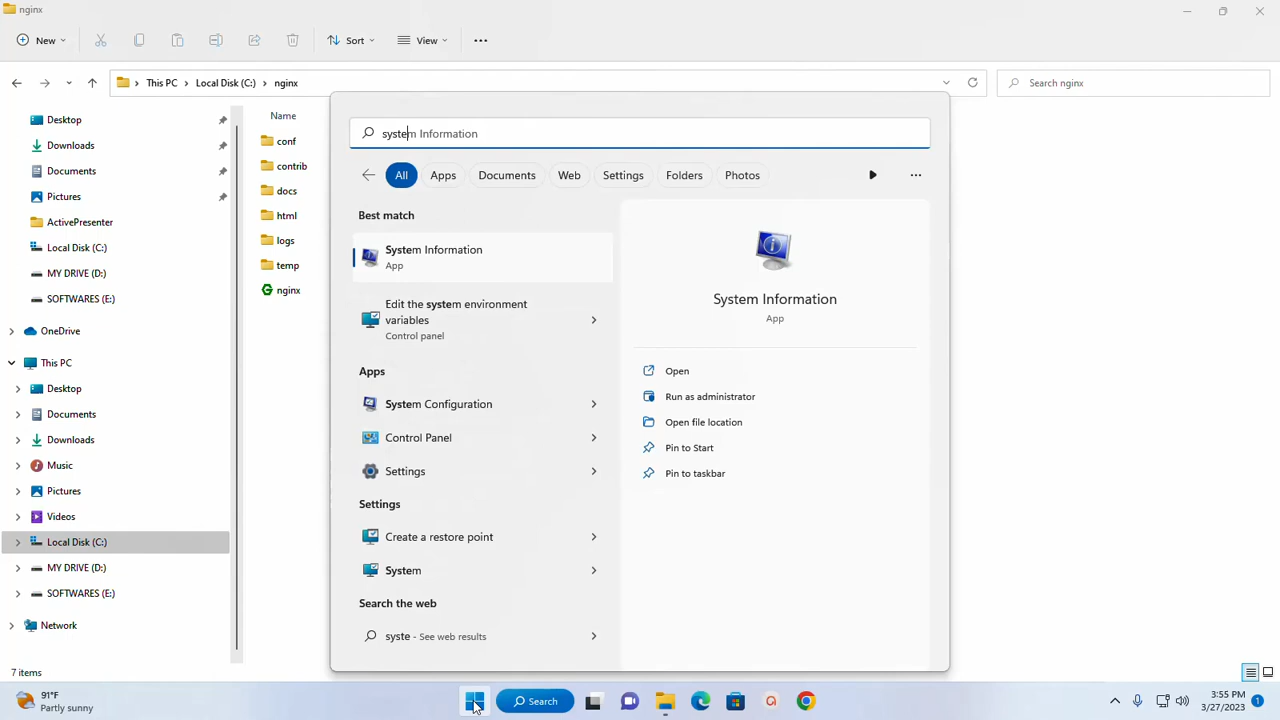 nginx
New
Sort
View
This PC
Local Disk (C:)
nginx
Search nginx
Desktop
Downloads
Documents
Pictures
ActivePresenter
Local Disk (C:)
MY DRIVE (D:)
SOFTWARES (E:)
OneDrive
This PC
Desktop
Documents
Downloads
Music
Pictures
Videos
Local Disk (C:)
MY DRIVE (D:)
SOFTWARES (E:)
Network
7 items
Name
conf
contrib
docs
html
logs
temp
nginx
system Information
All
Apps
Documents
Web
Settings
Folders
Photos
Best match
System Information
App
Edit the system environment
variables
Control panel
Apps
System Configuration
Control Panel
Settings
Settings
Create a restore point
System
Search the web
syste - See web results
System Information
App
Open
Run as administrator
Open file location
Pin to Start
Pin to taskbar
91°F
Partly sunny
Search
3:55 PM
3/27/2023
1